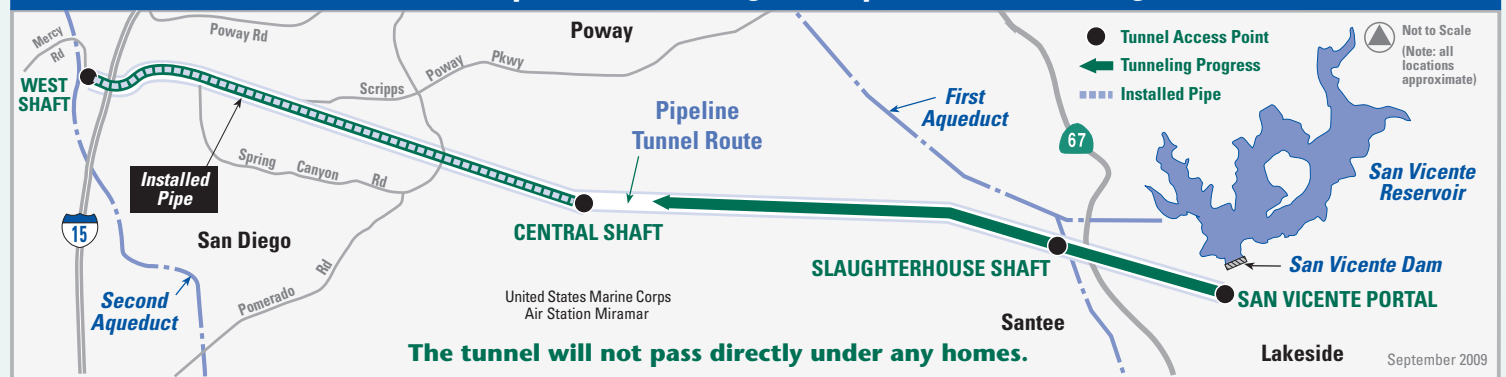 Mercy
Rd
Poway Rd
Poway
WEST
SHAFT
Scripps
Poway
Pkwy
Pipeline
Tunnel Route
First
Aqueduct
67
Tunnel Access Point
Tunneling Progress
Installed Pipe
Not to Scale
(Note: all
locations
approximate)
San Vicente
Reservoir
Installed
Pipe
Spring
Canyon
Rd
15
San Diego
CENTRAL SHAFT
SLAUGHTERHOUSE SHAFT
San Vicente Dam
SAN VICENTE PORTAL
Second
Aqueduct
Pomerado
Rd
United States Marine Corps
Air Station Miramar
Santee
Lakeside
The tunnel will not pass directly under any homes.
September 2009